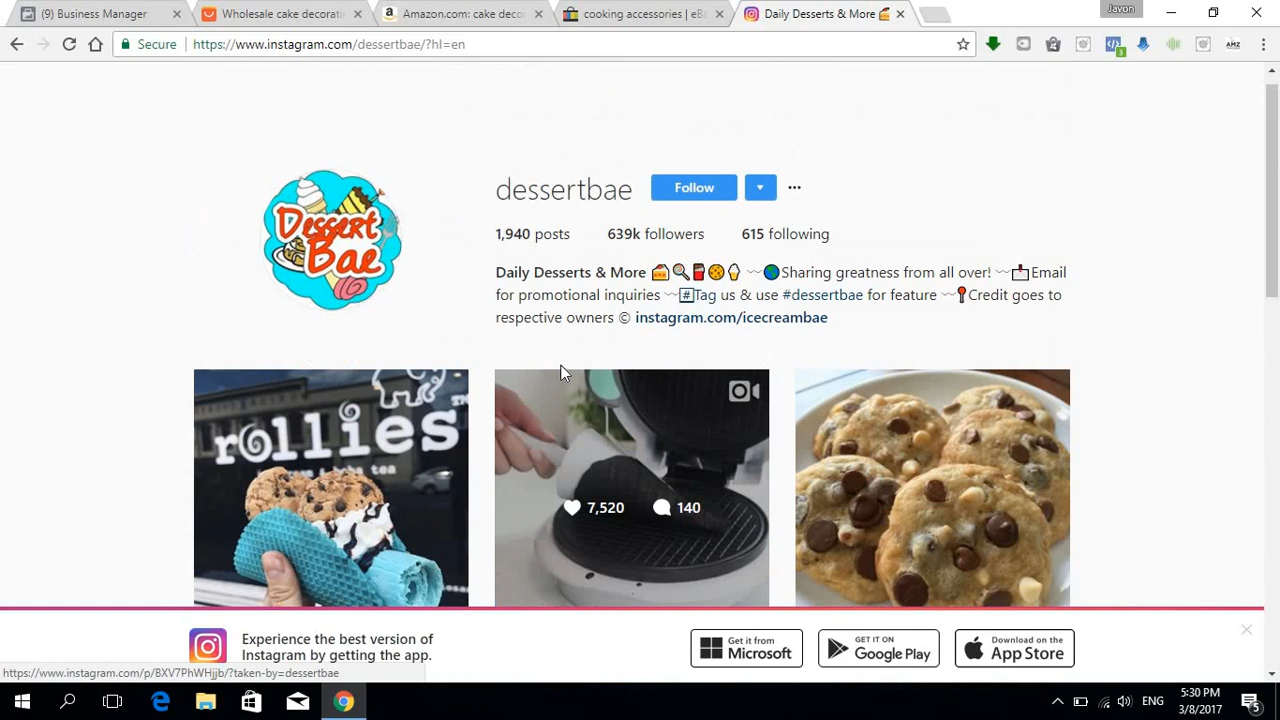 (9) Business Manager
Wholesale cake decorati
Amazon.com: cake deco
cooking accessories | eB
Daily Desserts & More
Javon
Secure
https://www.instagram.com/dessertbae/?hl=en
3
AMZ
Dessert
Bae
dessertbae
Follow
1,940 posts 639k followers 615 following
Daily Desserts & More 🍰🍭🍫🍪🍦 〰🌎Sharing greatness from all over! 〰📩Email
for promotional inquiries 〰#️⃣Tag us & use #dessertbae for feature 〰📍Credit goes to
respective owners © instagram.com/icecreambae
rollies
TM
7,520 140
Experience the best version of
Instagram by getting the app.
Get it from
Microsoft
GET IT ON
Google Play
Download on the
App Store
https://www.instagram.com/p/BXV7PhWHjjb/?taken-by=dessertbae
ENG
5:30 PM
3/8/2017
5